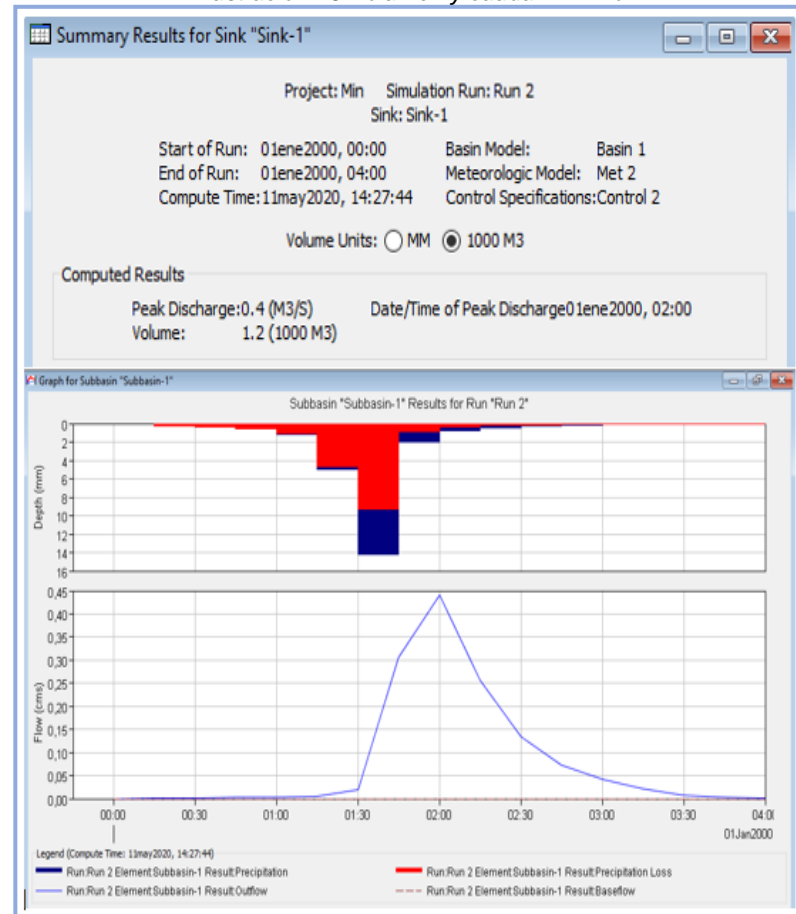 Summary Results for Sink "Sink-1"
Project: Min Simulation Run: Run 2
Sink: Sink-1
Start of Run: 01ene2000, 00:00 Basin Model: Basin 1
End of Run: 01ene2000, 04:00 Meteorologic Model: Met 2
Compute Time:11may2020, 14:27:44 Control Specifications:Control 2
Volume Units: MM 1000 M3
Computed Results
Peak Discharge:0.4 (M3/S) Date/Time of Peak Discharge01ene2000, 02:00
Volume: 1.2 (1000 M3)
Graph for Subbasin "Subbasin-1"
Subbasin "Subbasin-1" Results for Run "Run 2"
Depth (mm)
0
2
4
6
8
10
12
14
16
Flow (cms)
0,45
0,40
0,35
0,30
0,25
0,20
0,15
0,10
0,05
0,00
00:00 00:30 01:00 01:30 02:00 02:30 03:00 03:30 04:0
01Jan2000
Legend (Compute Time: 11may2020, 14:27:44)
Run:Run 2 Element:Subbasin-1 Result:Precipitation Run:Run 2 Element:Subbasin-1 Result:Precipitation Loss
Run:Run 2 Element:Subbasin-1 Result:Outflow Run:Run 2 Element:Subbasin-1 Result:Baseflow